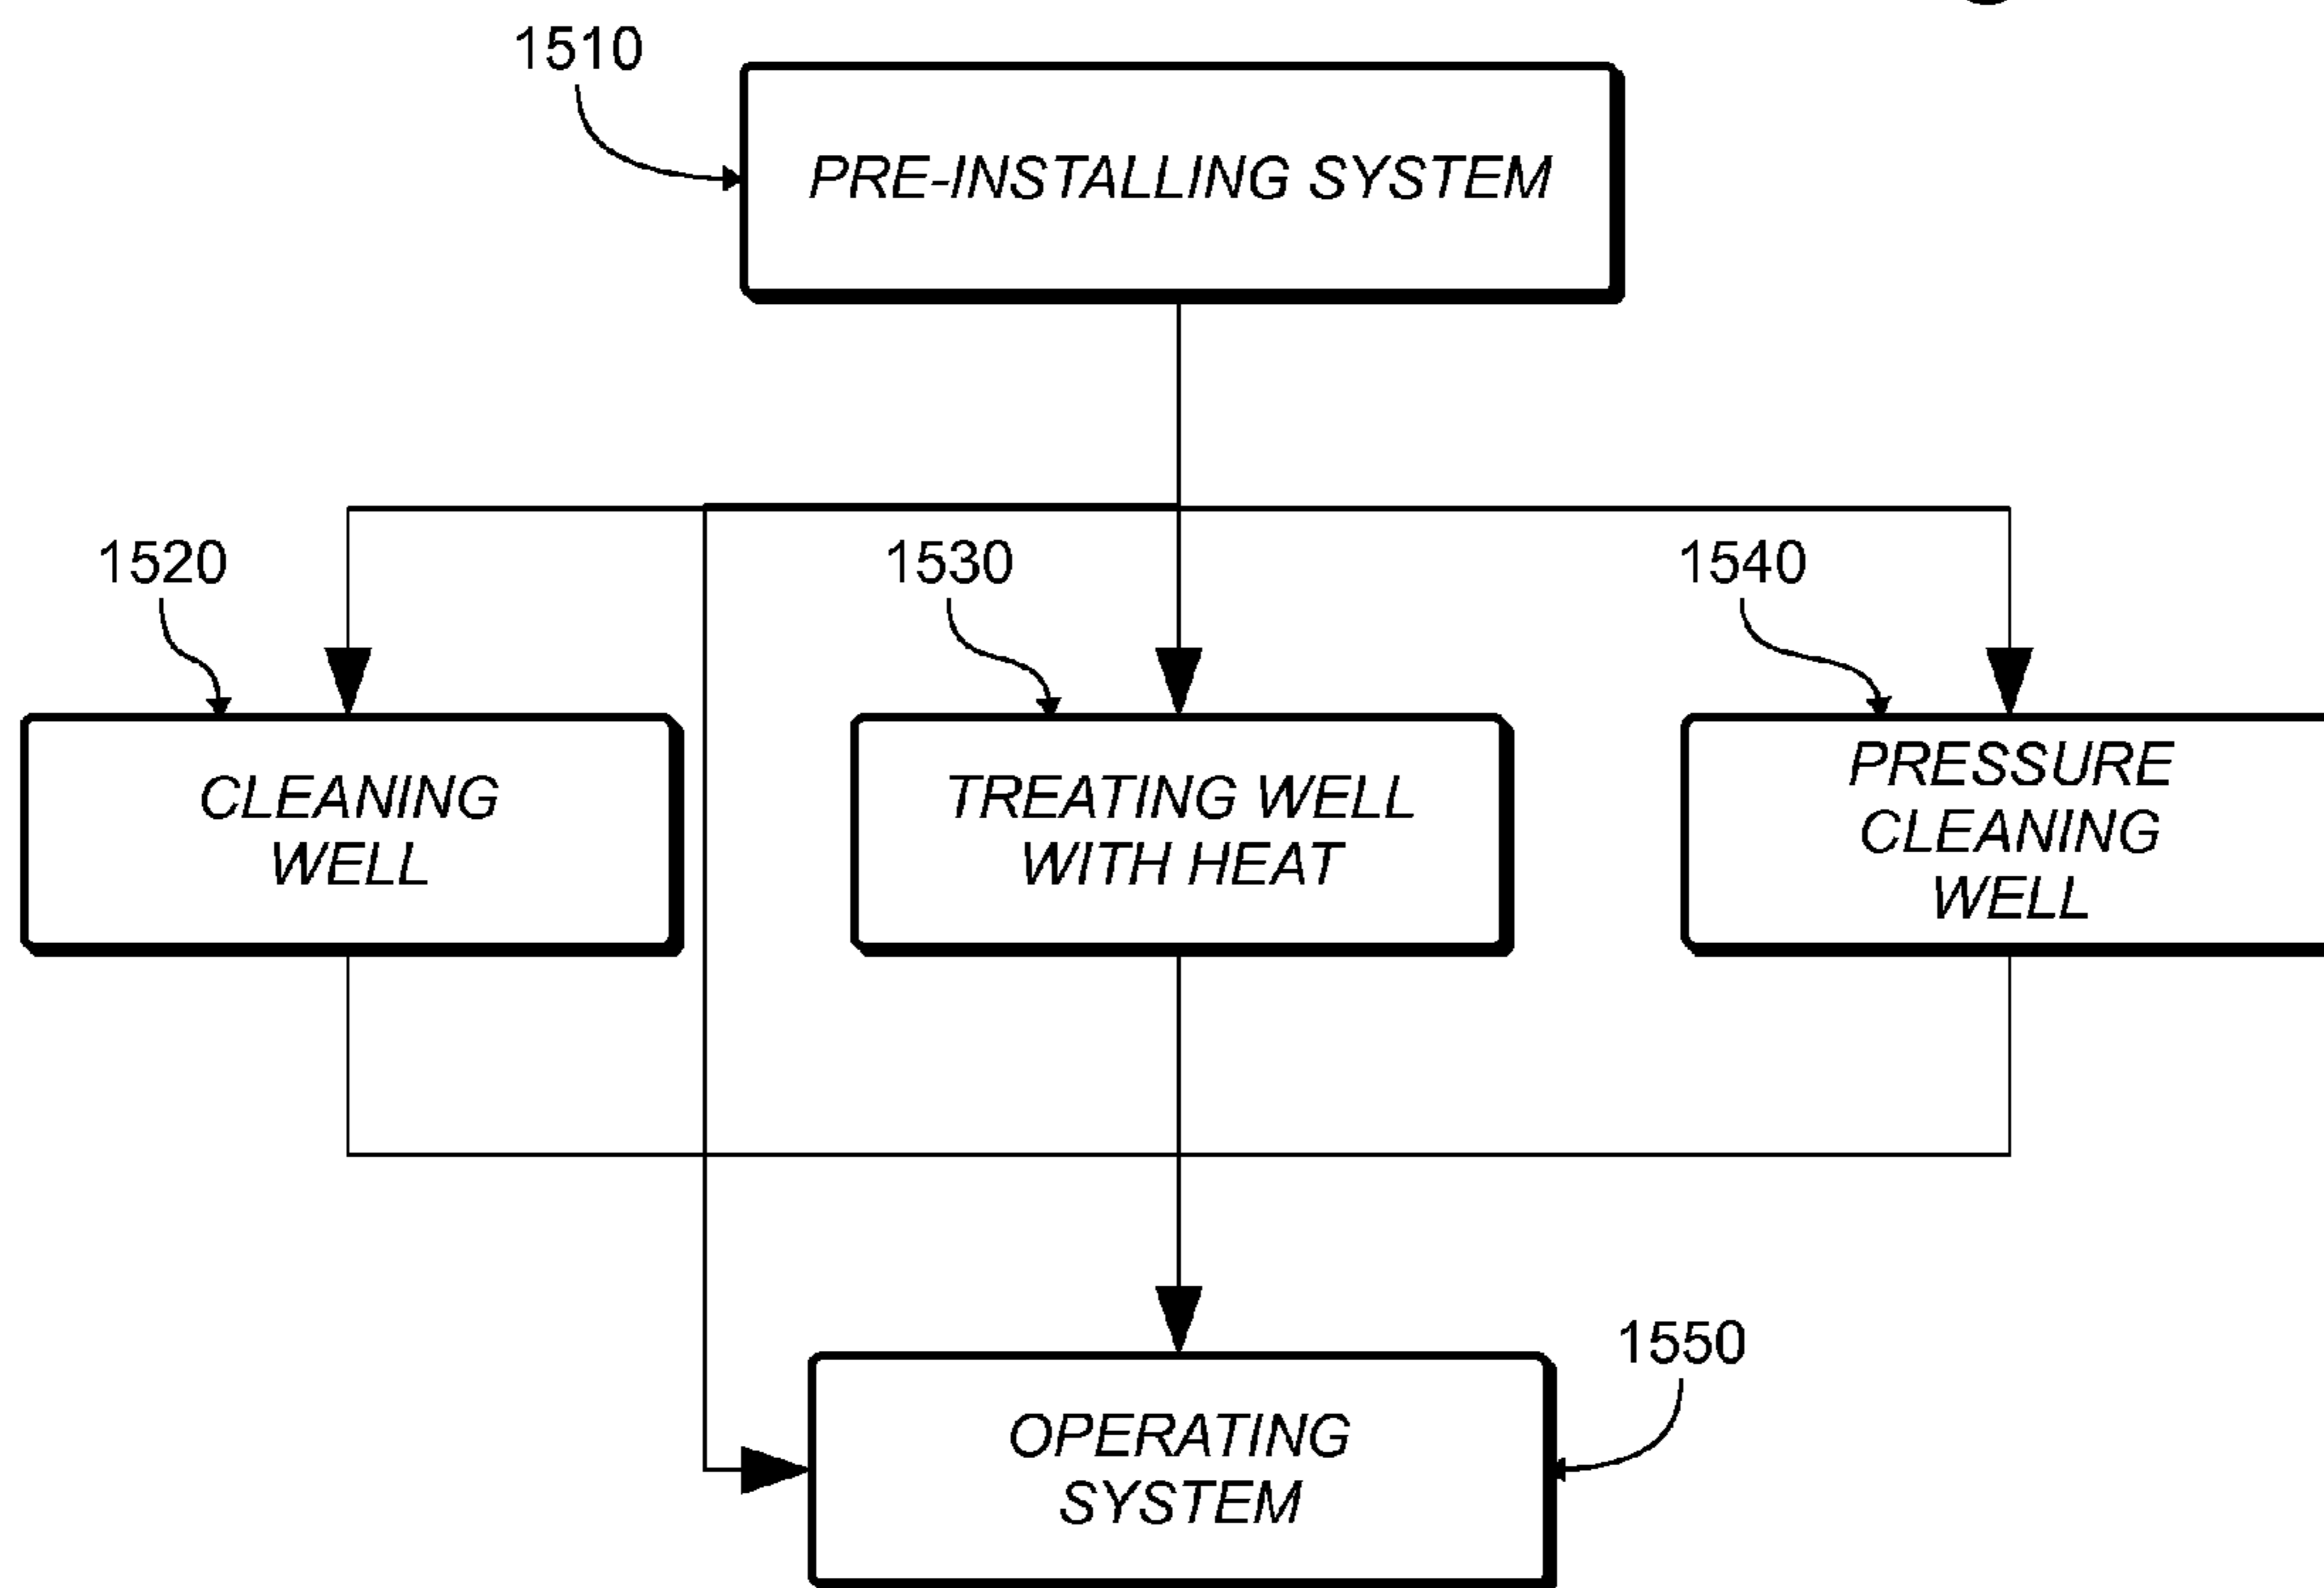 1510
PRE-INSTALLING SYSTEM
1520
1530
1540
CLEANING
WELL
TREATING WELL
WITH HEAT
PRESSURE
CLEANING
WELL
1550
OPERATING
SYSTEM